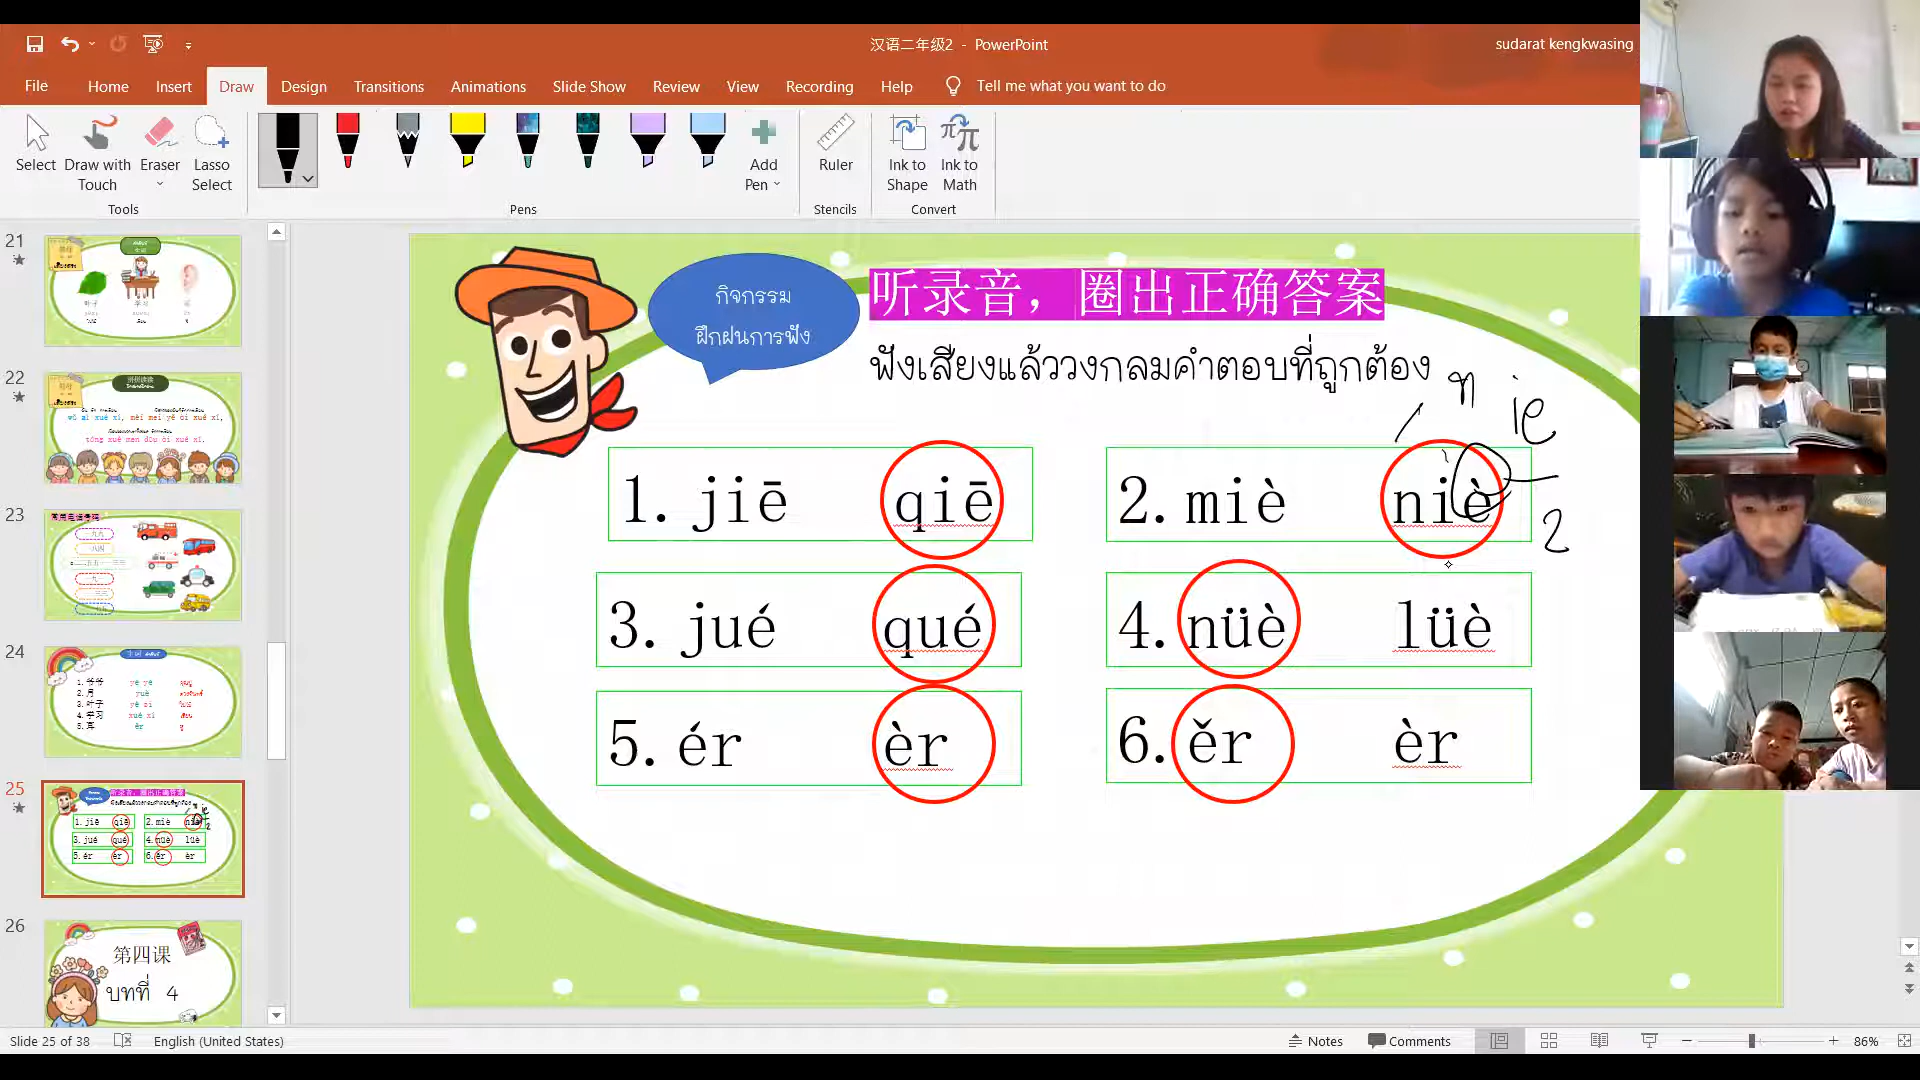 汉语二年级2 - PowerPoint
sudarat kengkwasing
File Home Insert Draw Design Transitions Animations Slide Show Review View Recording Help Tell me what you want to do
Select Draw with Touch Eraser Lasso Select Add Pen Ruler Ink to Shape Ink to Math
Tools Pens Stencils Convert
21
22
23
24
25
26
第四课
บทที่ 4
กิจกรรม
ฝึกฝนการฟัง
听录音，圈出正确答案
ฟังเสียงแล้ววงกลมคำตอบที่ถูกต้อง
n ie
2
1. jiē qiē
2. miè niè
3. jué qué
4. nüè lüè
5. ér èr
6. ěr èr
Slide 25 of 38 English (United States) Notes Comments 86%